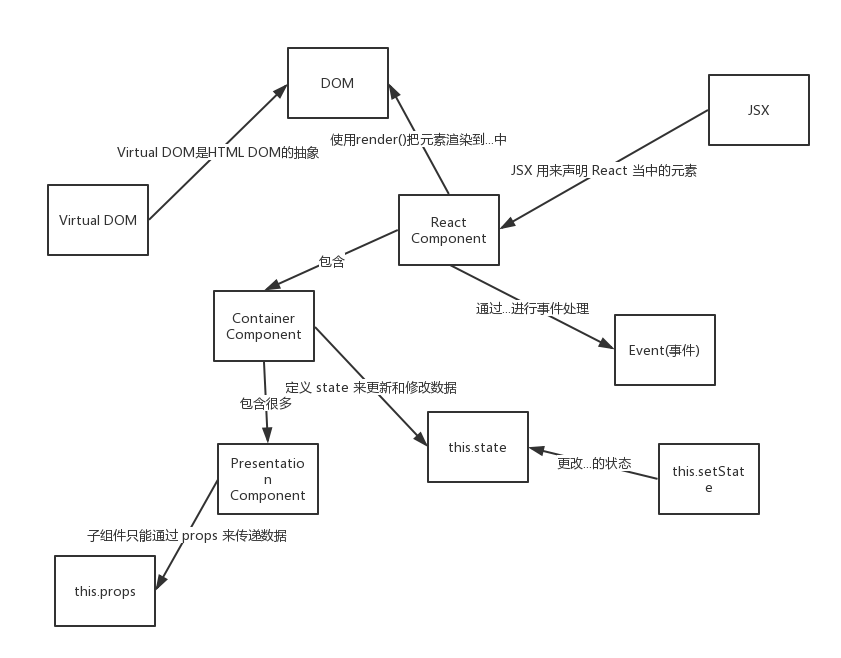 DOM
JSX
使用render()把元素渲染到...中
Virtual DOM是HTML DOM的抽象
JSX 用来声明 React 当中的元素
Virtual DOM
React
Component
包含
通过...进行事件处理
Container
Component
Event(事件)
定义 state 来更新和修改数据
包含很多
this.state
更改...的状态
this.setStat
e
Presentatio
n
Component
子组件只能通过 props 来传递数据
this.props